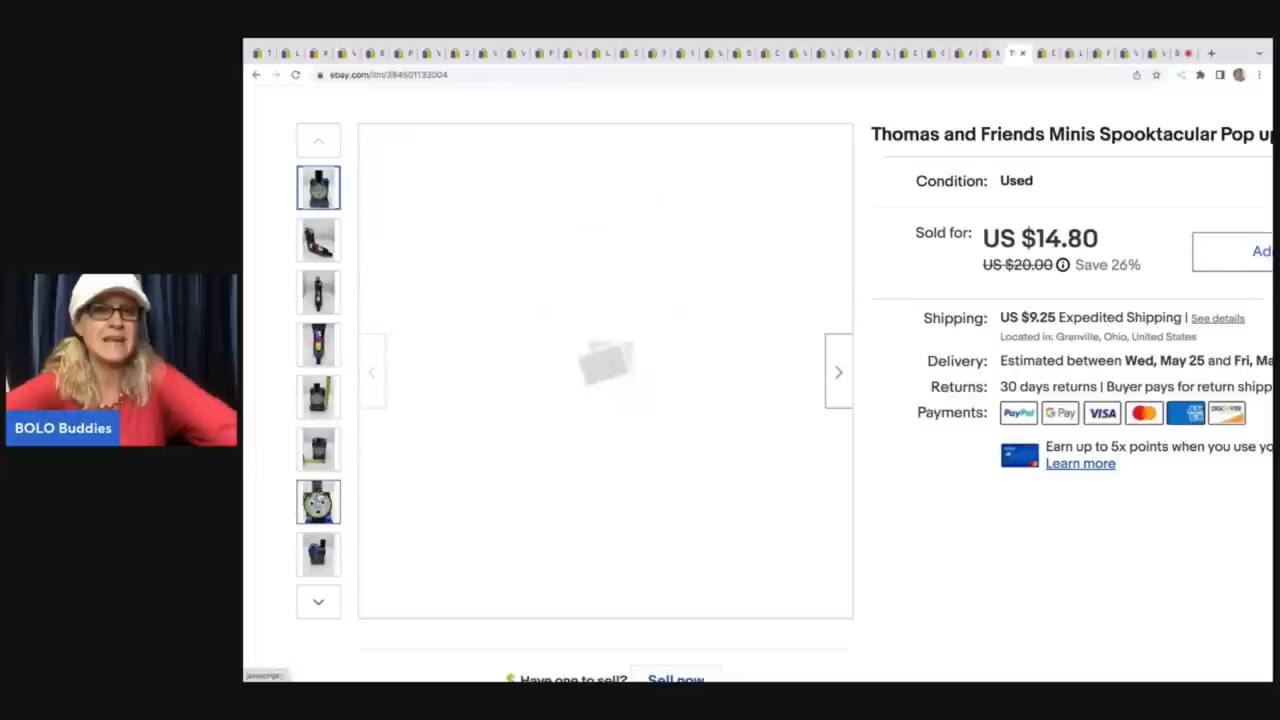 ebay.com/itm/394501133004
Thomas and Friends Minis Spooktacular Pop u
Condition: Used
Sold for: US $14.80
US $20.00 Save 26%
Ad
Shipping: US $9.25 Expedited Shipping | See details
Located in: Granville, Ohio, United States
Delivery: Estimated between Wed, May 25 and Fri, Ma
Returns: 30 days returns | Buyer pays for return shipp
Payments: PayPal G Pay VISA DISCOVER
Earn up to 5x points when you use yo
Learn more
BOLO Buddies
Have one to sell? Sell now